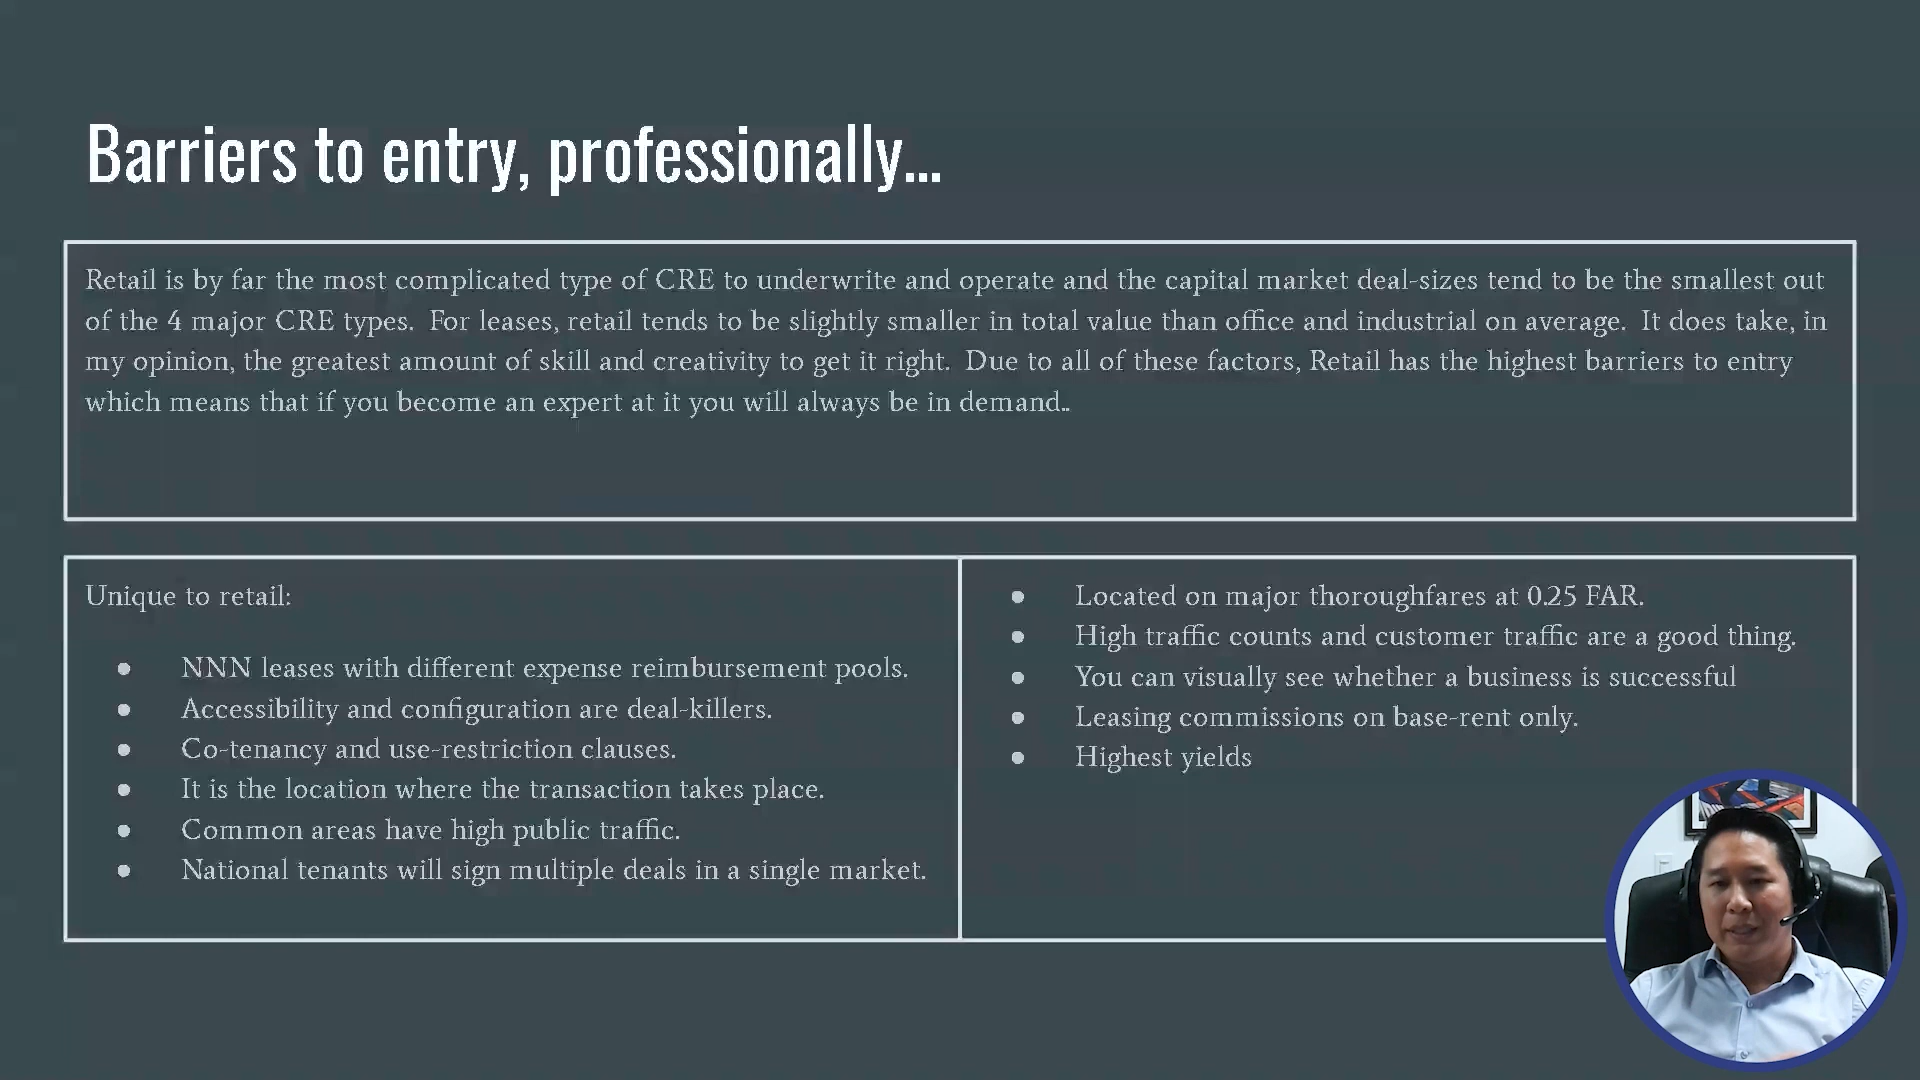 Barriers to entry, professionally...
Retail is by far the most complicated type of CRE to underwrite and operate and the capital market deal-sizes tend to be the smallest out
of the 4 major CRE types.  For leases, retail tends to be slightly smaller in total value than office and industrial on average.  It does take, in
my opinion, the greatest amount of skill and creativity to get it right.  Due to all of these factors, Retail has the highest barriers to entry
which means that if you become an expert at it you will always be in demand..
Unique to retail:
● NNN leases with different expense reimbursement pools.
● Accessibility and configuration are deal-killers.
● Co-tenancy and use-restriction clauses.
● It is the location where the transaction takes place.
● Common areas have high public traffic.
● National tenants will sign multiple deals in a single market.
● Located on major thoroughfares at 0.25 FAR.
● High traffic counts and customer traffic are a good thing.
● You can visually see whether a business is successful
● Leasing commissions on base-rent only.
● Highest yields